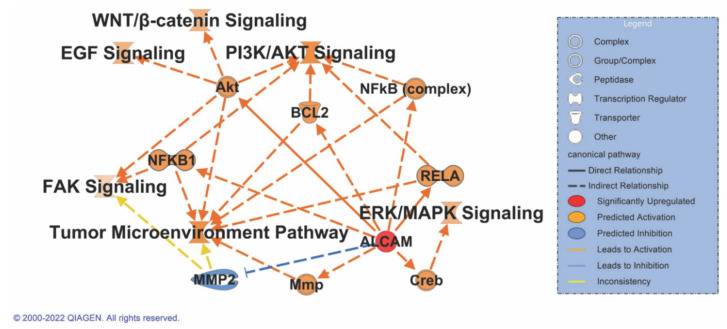 WNT/β-catenin Signaling
EGF Signaling
PI3K/AKT Signaling
Akt
NFkB (complex)
BCL2
NFKB1
RELA
FAK Signaling
ERK/MAPK Signaling
Tumor Microenvironment Pathway
ALCAM
MMP2
Mmp
Creb
© 2000-2022 QIAGEN. All rights reserved.
Legend
Complex
Group/Complex
Peptidase
Transcription Regulator
Transporter
Other
canonical pathway
Direct Relationship
Indirect Relationship
Significantly Upregulated
Predicted Activation
Predicted Inhibition
Leads to Activation
Leads to Inhibition
Inconsistency